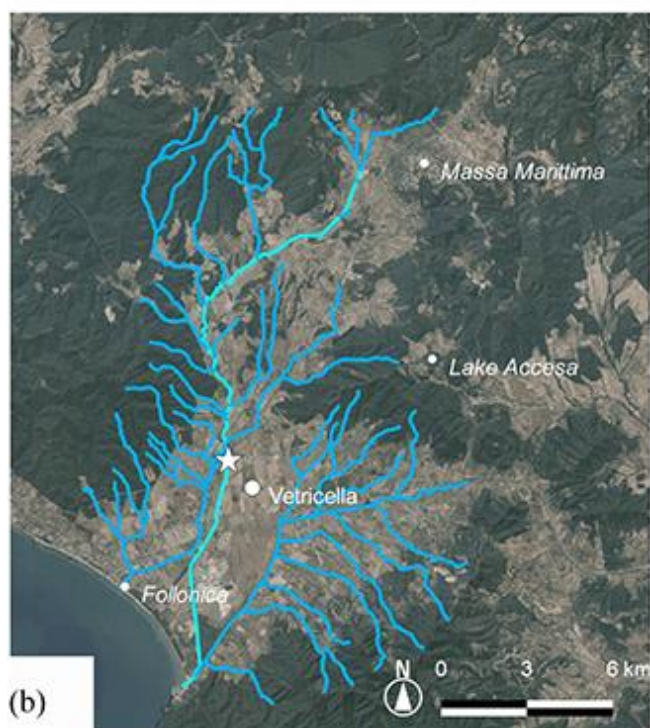 Massa Marittima
Lake Accesa
Vetricella
Follonica
N 0 3 6 km
(b)